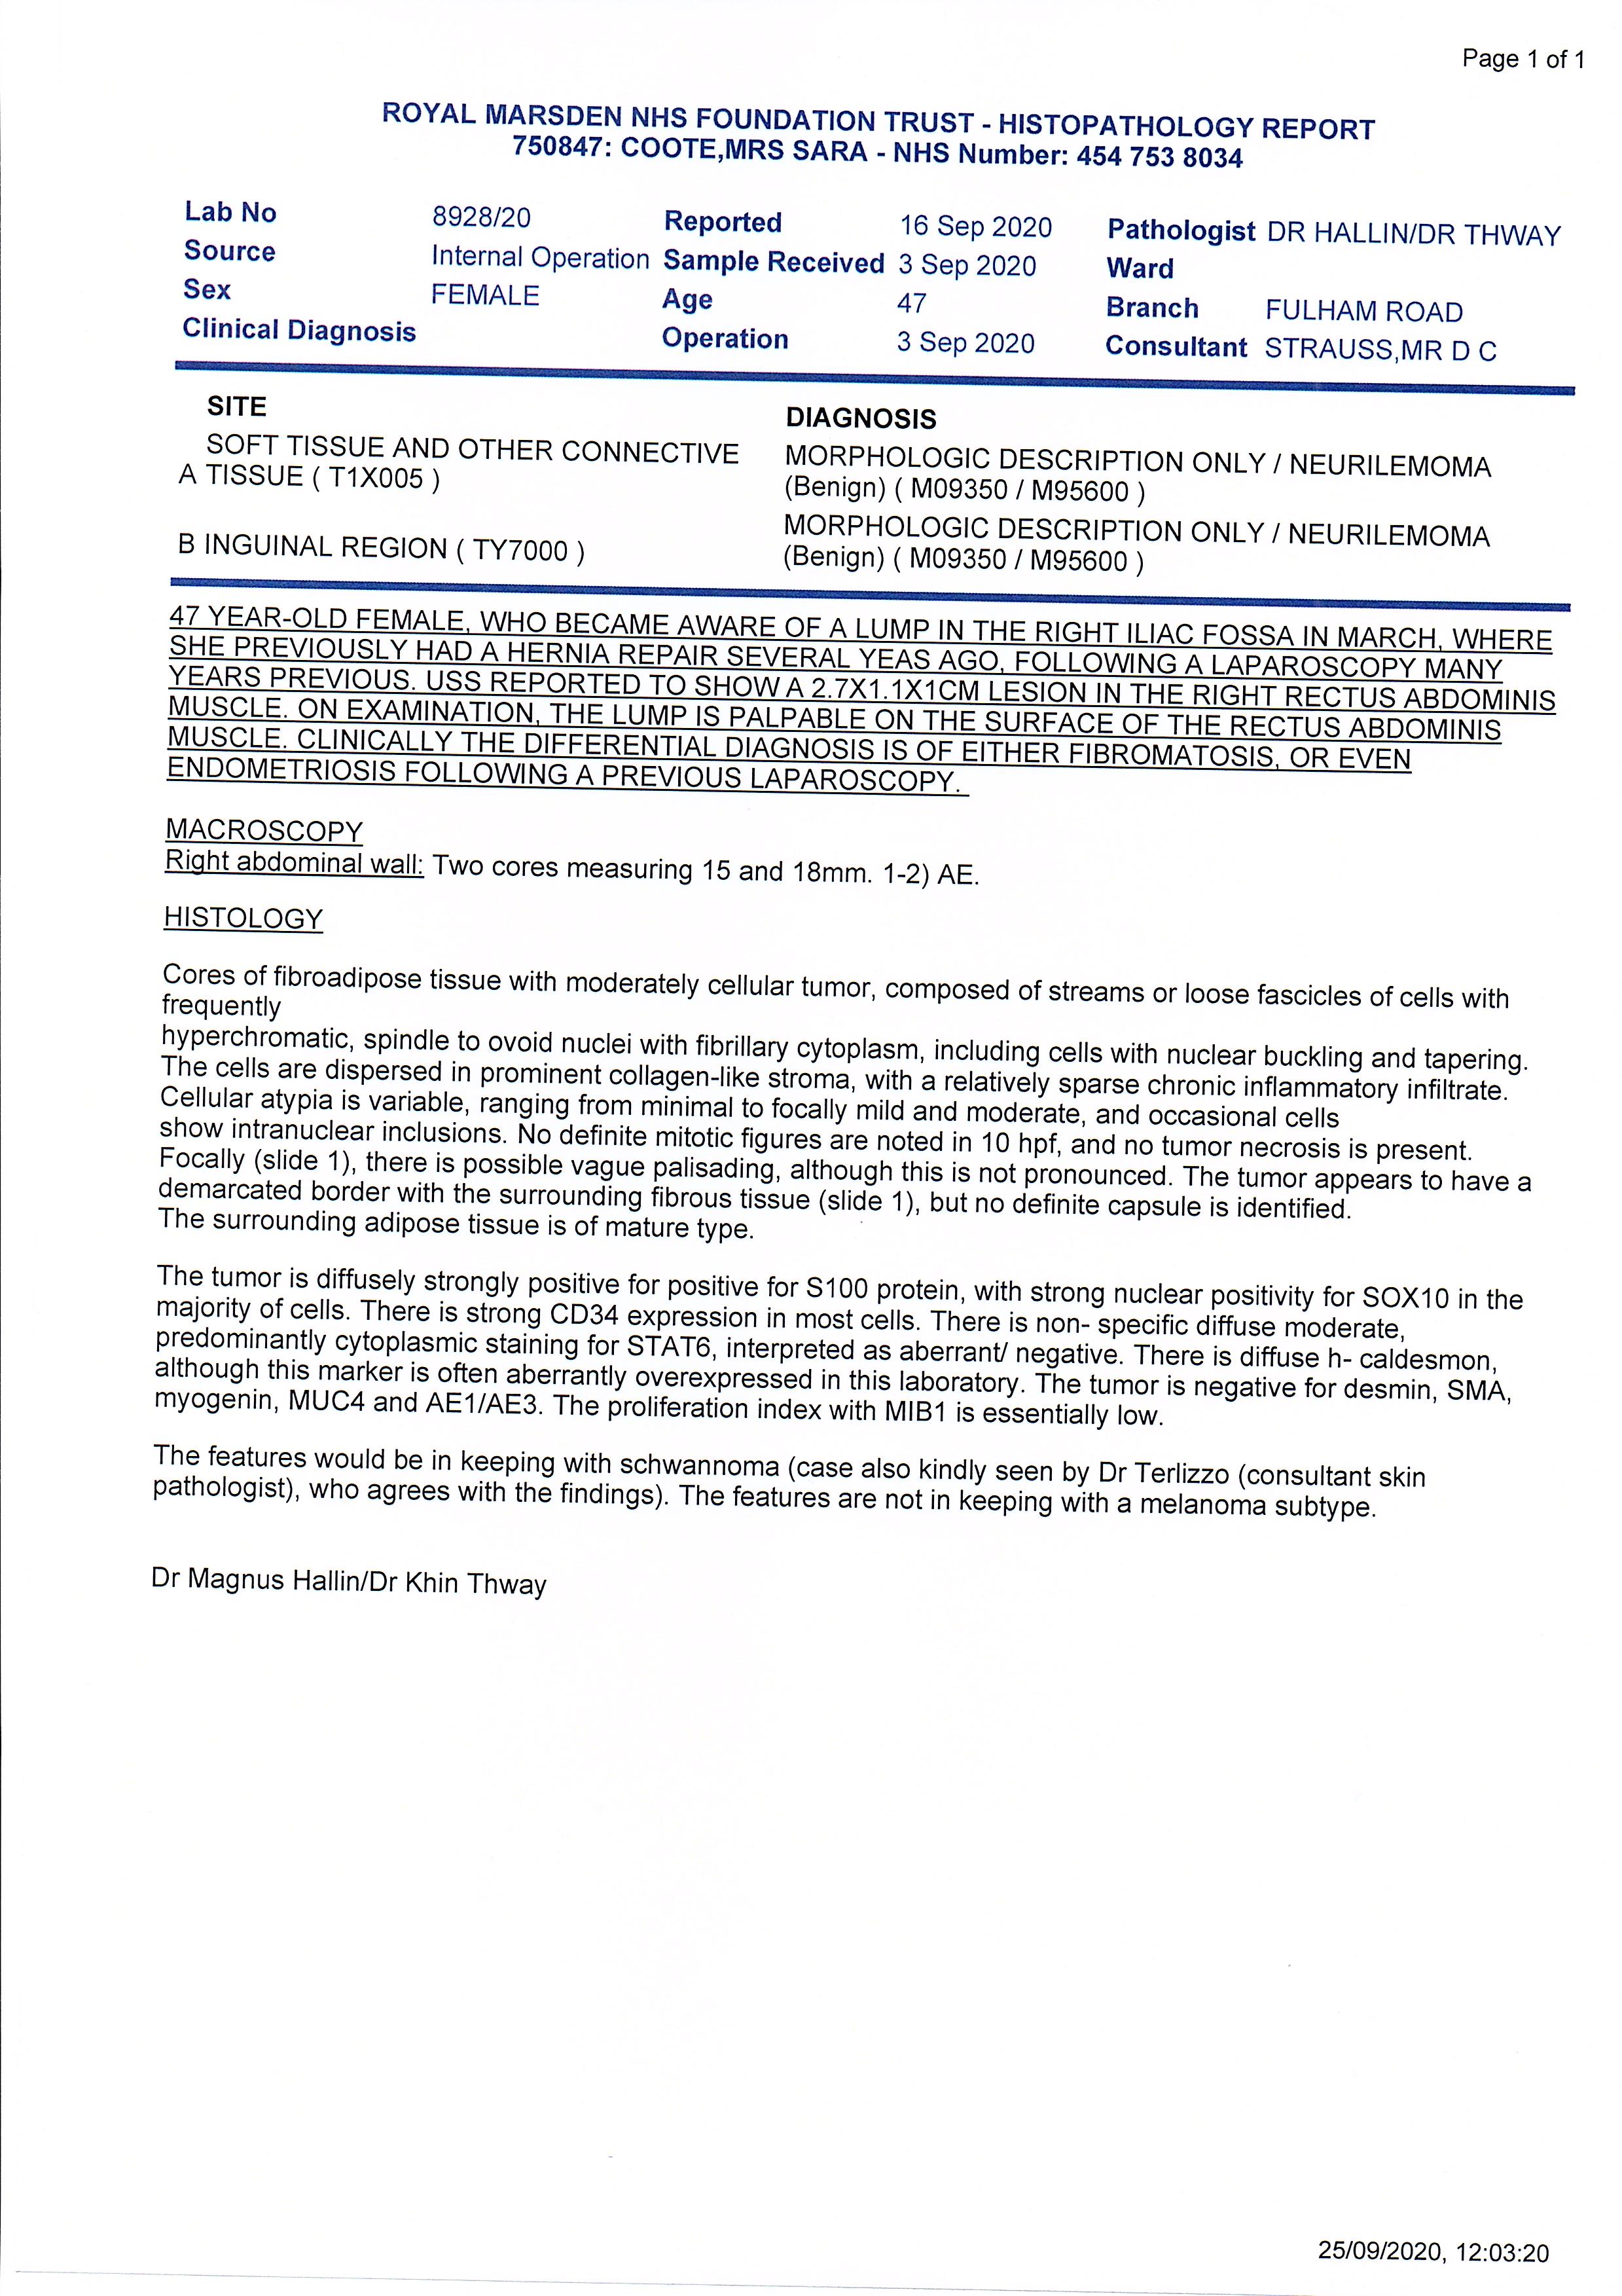 Page 1 of 1
ROYAL MARSDEN NHS FOUNDATION TRUST - HISTOPATHOLOGY REPORT
750847: COOTE,MRS SARA - NHS Number: 454 753 8034
Lab No 8928/20 Reported 16 Sep 2020 Pathologist DR HALLIN/DR THWAY
Source Internal Operation Sample Received 3 Sep 2020 Ward
Sex FEMALE Age 47 Branch FULHAM ROAD
Clinical Diagnosis Operation 3 Sep 2020 Consultant STRAUSS,MR D C
SITE DIAGNOSIS
SOFT TISSUE AND OTHER CONNECTIVE MORPHOLOGIC DESCRIPTION ONLY / NEURILEMOMA
A TISSUE ( T1X005 ) (Benign) ( M09350 / M95600 )
MORPHOLOGIC DESCRIPTION ONLY / NEURILEMOMA
B INGUINAL REGION ( TY7000 ) (Benign) ( M09350 / M95600 )
47 YEAR-OLD FEMALE, WHO BECAME AWARE OF A LUMP IN THE RIGHT ILIAC FOSSA IN MARCH, WHERE
SHE PREVIOUSLY HAD A HERNIA REPAIR SEVERAL YEAS AGO, FOLLOWING A LAPAROSCOPY MANY
YEARS PREVIOUS. USS REPORTED TO SHOW A 2.7X1.1X1CM LESION IN THE RIGHT RECTUS ABDOMINIS
MUSCLE. ON EXAMINATION, THE LUMP IS PALPABLE ON THE SURFACE OF THE RECTUS ABDOMINIS
MUSCLE. CLINICALLY THE DIFFERENTIAL DIAGNOSIS IS OF EITHER FIBROMATOSIS, OR EVEN
ENDOMETRIOSIS FOLLOWING A PREVIOUS LAPAROSCOPY.
MACROSCOPY
Right abdominal wall: Two cores measuring 15 and 18mm. 1-2) AE.
HISTOLOGY
Cores of fibroadipose tissue with moderately cellular tumor, composed of streams or loose fascicles of cells with
frequently
hyperchromatic, spindle to ovoid nuclei with fibrillary cytoplasm, including cells with nuclear buckling and tapering.
The cells are dispersed in prominent collagen-like stroma, with a relatively sparse chronic inflammatory infiltrate.
Cellular atypia is variable, ranging from minimal to focally mild and moderate, and occasional cells
show intranuclear inclusions. No definite mitotic figures are noted in 10 hpf, and no tumor necrosis is present.
Focally (slide 1), there is possible vague palisading, although this is not pronounced. The tumor appears to have a
demarcated border with the surrounding fibrous tissue (slide 1), but no definite capsule is identified.
The surrounding adipose tissue is of mature type.
The tumor is diffusely strongly positive for positive for S100 protein, with strong nuclear positivity for SOX10 in the
majority of cells. There is strong CD34 expression in most cells. There is non- specific diffuse moderate,
predominantly cytoplasmic staining for STAT6, interpreted as aberrant/ negative. There is diffuse h- caldesmon,
although this marker is often aberrantly overexpressed in this laboratory. The tumor is negative for desmin, SMA,
myogenin, MUC4 and AE1/AE3. The proliferation index with MIB1 is essentially low.
The features would be in keeping with schwannoma (case also kindly seen by Dr Terlizzo (consultant skin
pathologist), who agrees with the findings). The features are not in keeping with a melanoma subtype.
Dr Magnus Hallin/Dr Khin Thway
25/09/2020, 12:03:20